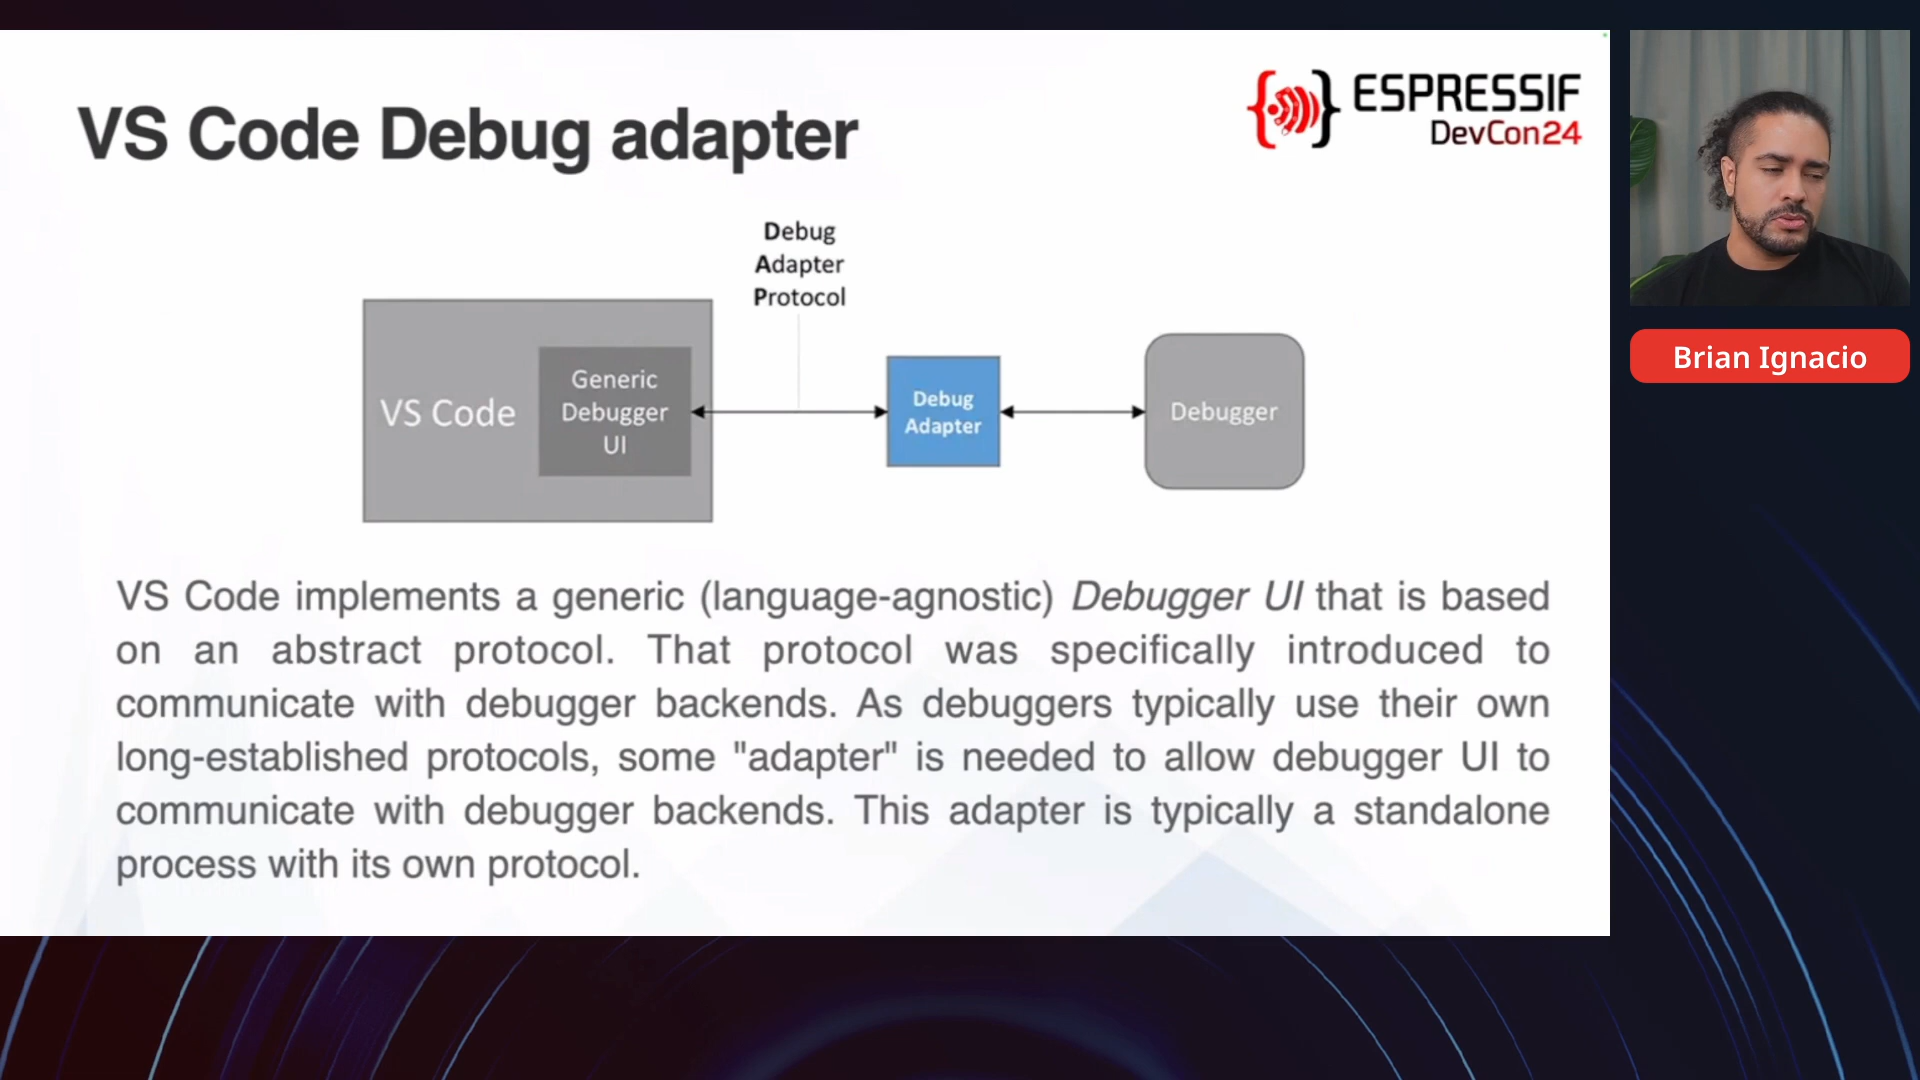 VS Code Debug adapter
ESPRESSIF
DevCon24
Debug
Adapter
Protocol
VS Code
Generic
Debugger
UI
Debug
Adapter
Debugger
VS Code implements a generic (language-agnostic) Debugger UI that is based
on an abstract protocol. That protocol was specifically introduced to
communicate with debugger backends. As debuggers typically use their own
long-established protocols, some "adapter" is needed to allow debugger UI to
communicate with debugger backends. This adapter is typically a standalone
process with its own protocol.
Brian Ignacio